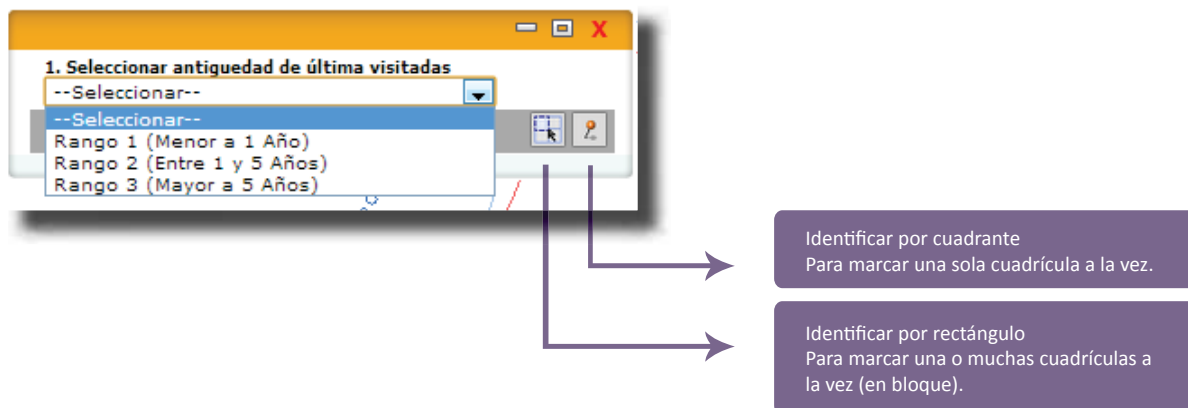 X
1. Seleccionar antiguedad de última visitadas
--Seleccionar--
--Seleccionar--
Rango 1 (Menor a 1 Año)
Rango 2 (Entre 1 y 5 Años)
Rango 3 (Mayor a 5 Años)
Identificar por cuadrante
Para marcar una sola cuadrícula a la vez.
Identificar por rectángulo
Para marcar una o muchas cuadrículas a
la vez (en bloque).